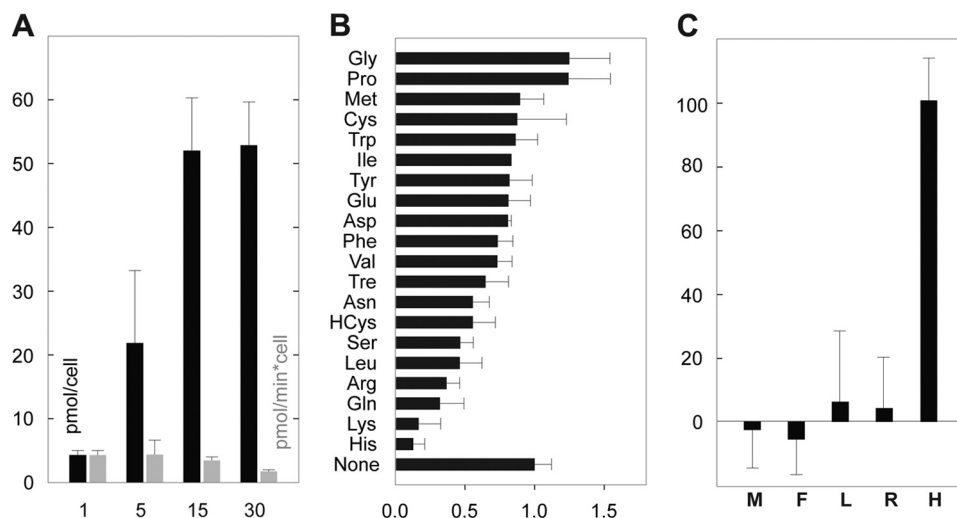 A
60
50
40
30
20
10
0
pmol/cell
pmol/min*cell
1 5 15 30
B
Gly
Pro
Met
Cys
Trp
Ile
Tyr
Glu
Asp
Phe
Val
Tre
Asn
HCys
Ser
Leu
Arg
Gln
Lys
His
None
0.0 0.5 1.0 1.5
C
100
80
60
40
20
0
M F L R H